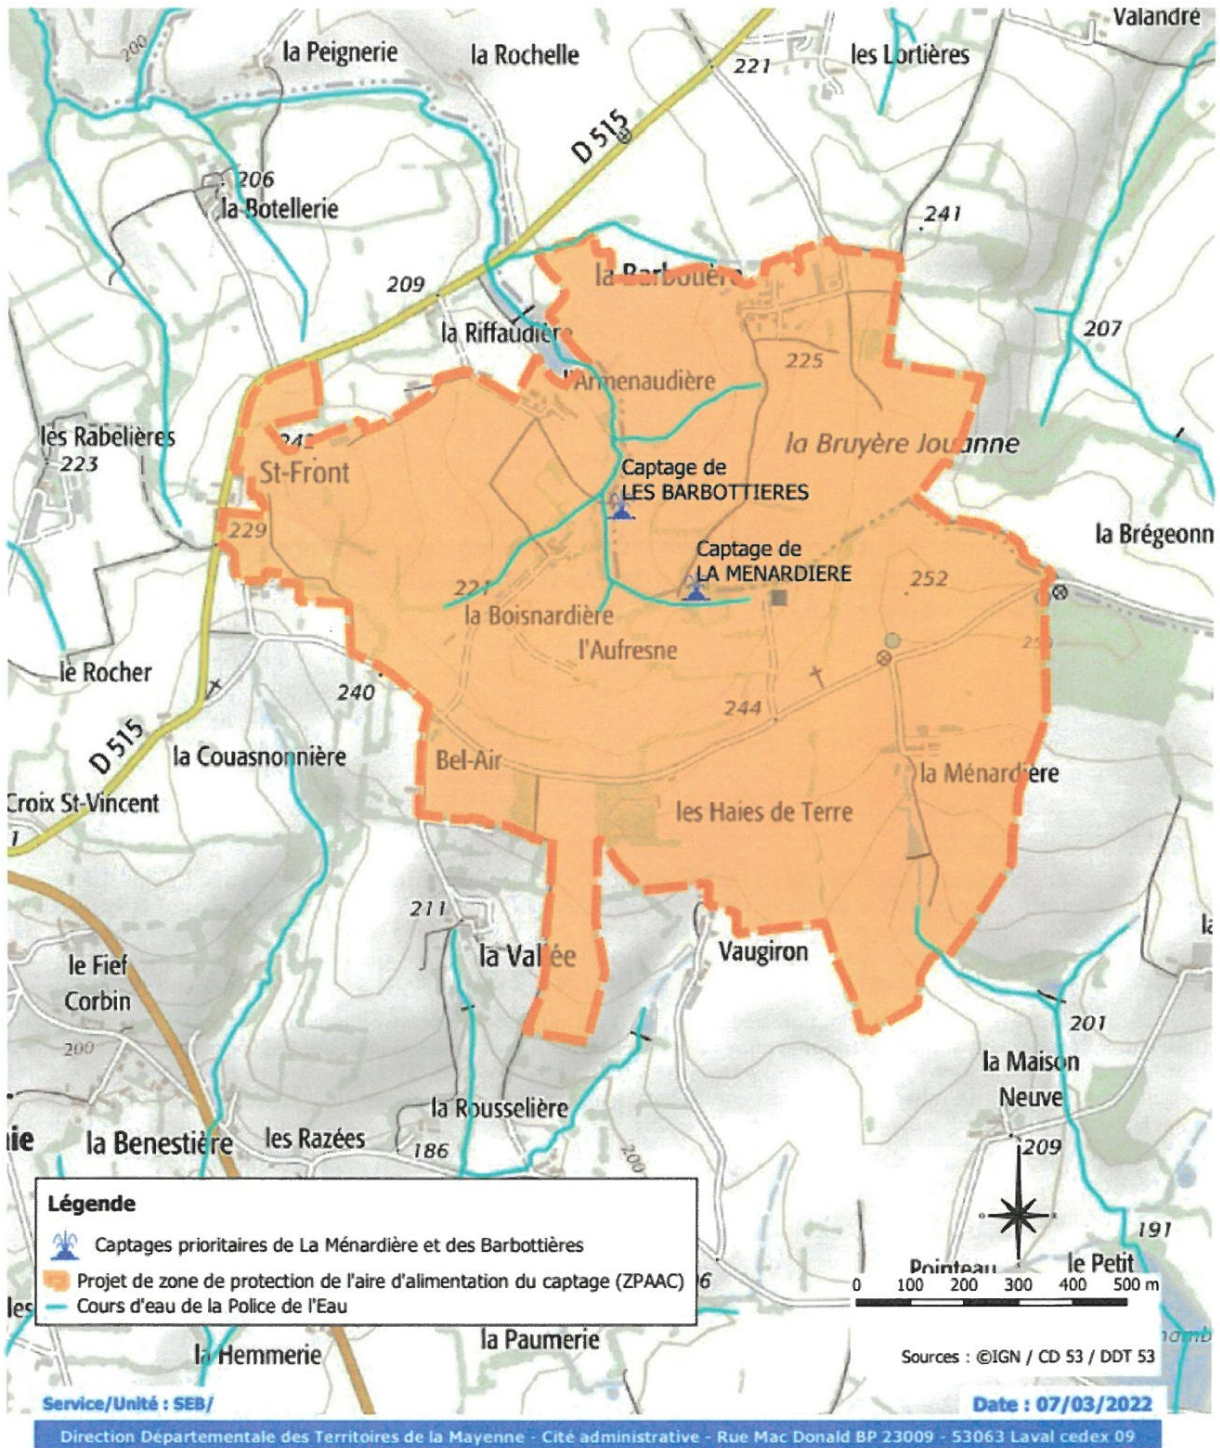 Valandré
200
la Peignerie
la Rochelle
les Lortières
221
D 515
206
la Botellerie
241
209
la Barbotière
la Riffaudière
207
225
l'Armenaudière
les Rabelières
223
242
St-Front
la Bruyère Jouanne
Captage de
LES BARBOTTIERES
229
la Brégeonn
Captage de
LA MENARDIERE
252
221
la Boisnardière
l'Aufresne
le Rocher
240
244
D 515
la Couasnonnière
Bel-Air
la Ménardière
Croix St-Vincent
les Haies de Terre
1
211
la Vallée
Vaugiron
la
le Fief
Corbin
201
200
la Maison
Neuve
la Rousselière
ie
la Benestière
les Razées
186
200
209
Légende
Captages prioritaires de La Ménardière et des Barbottières
Projet de zone de protection de l'aire d'alimentation du captage (ZPAAC)
Cours d'eau de la Police de l'Eau
191
Pointeau
le Petit
6
0 100 200 300 400 500 m
les
la Hemmerie
la Paumerie
Sources : ©IGN / CD 53 / DDT 53
Service/Unité : SEB/
Date : 07/03/2022
Direction Départementale des Territoires de la Mayenne - Cité administrative - Rue Mac Donald BP 23009 - 53063 Laval cedex 09